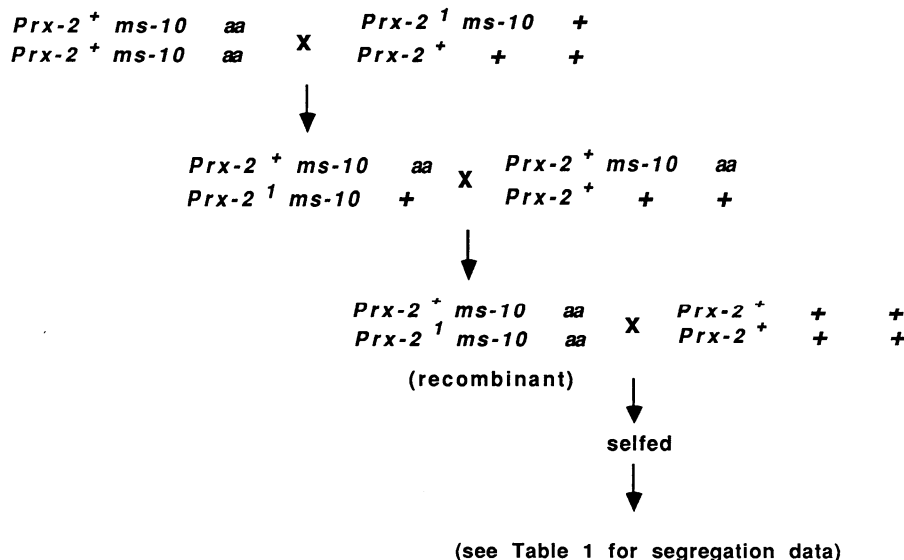 Prx-2 + ms-10 aa X Prx-2 1 ms-10 +
Prx-2 + ms-10 aa Prx-2 + + +
Prx-2 + ms-10 aa X Prx-2 + ms-10 aa
Prx-2 1 ms-10 + Prx-2 + + +
Prx-2 + ms-10 aa X Prx-2 + + +
Prx-2 1 ms-10 aa Prx-2 + + +
(recombinant)
selfed
(see Table 1 for segregation data)